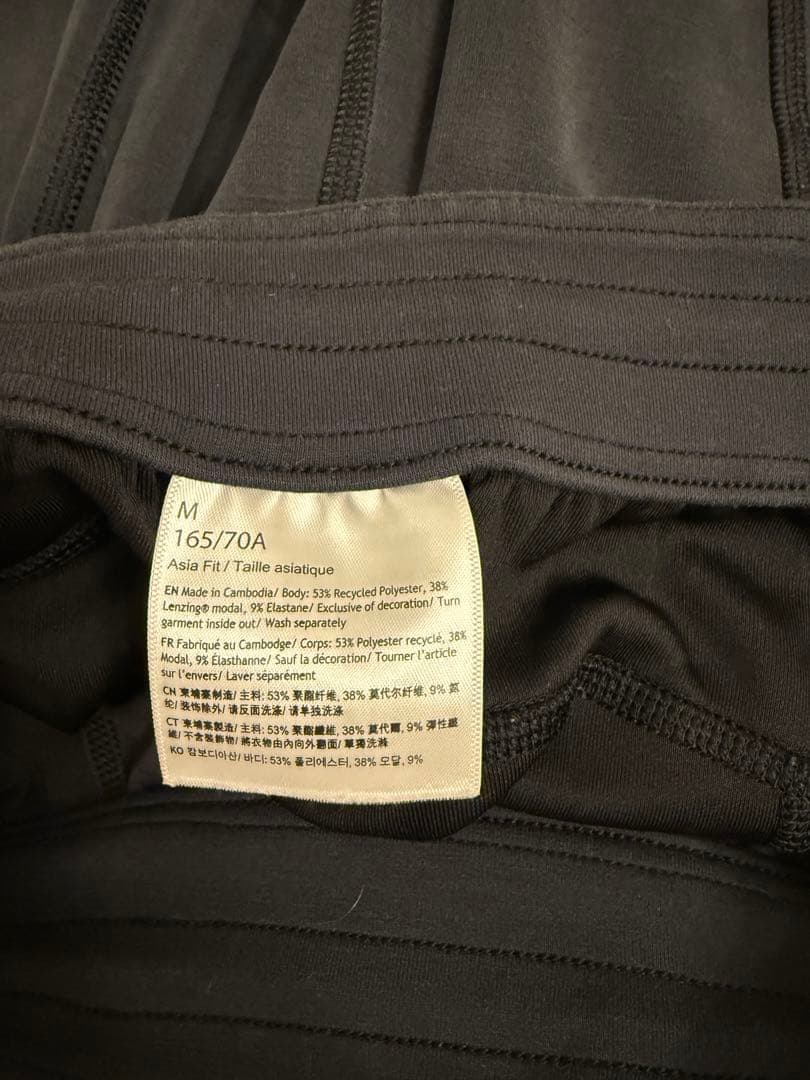 M
165/70A
Asia Fit / Taille asiatique
EN Made in Cambodia/ Body: 53% Recycled Polyester, 38%
Lenzing® modal, 9% Elastane/ Exclusive of decoration/ Turn
garment inside out/ Wash separately
FR Fabriqué au Cambodge/ Corps: 53% Polyester recyclé, 38%
Modal, 9% Élasthanne/ Sauf la décoration/ Tourner l'article
sur l'envers/ Laver séparément
CN 柬埔寨制造/ 主料: 53% 聚酯纤维, 38% 莫代尔纤维, 9% 氨
纶/ 装饰除外/ 请反面洗涤/ 请单独洗涤
CT 柬埔寨製造/ 主料: 53% 聚酯纖維, 38% 莫代爾, 9% 彈性纖
維/ 不含裝飾物/ 將衣物由內向外翻面/ 單獨洗滌
KO 캄보디아산/ 바디: 53% 폴리에스터, 38% 모달, 9%